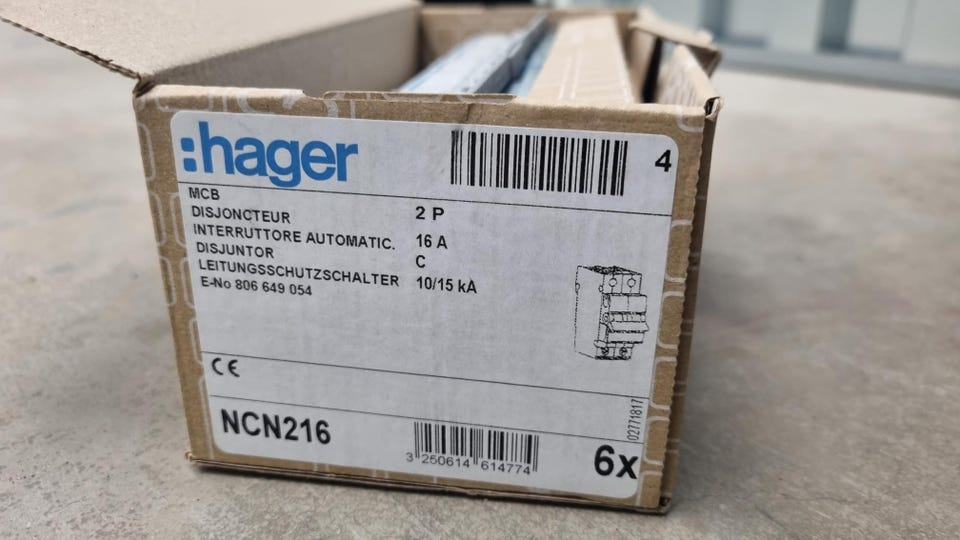 :hager
4
MCB
DISJONCTEUR 2 P
INTERRUTTORE AUTOMATIC. 16 A
DISJUNTOR C
LEITUNGSSCHUTZSCHALTER 10/15 kA
E-No 806 649 054
CE
02771817
NCN216
3 250614 614774
6x